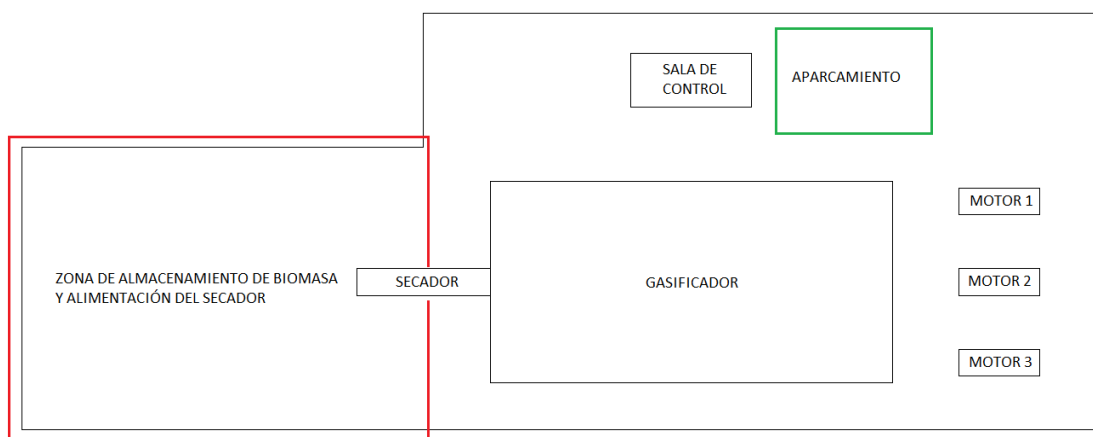 SALA DE
CONTROL
APARCAMIENTO
MOTOR 1
ZONA DE ALMACENAMIENTO DE BIOMASA
Y ALIMENTACIÓN DEL SECADOR
SECADOR
GASIFICADOR
MOTOR 2
MOTOR 3